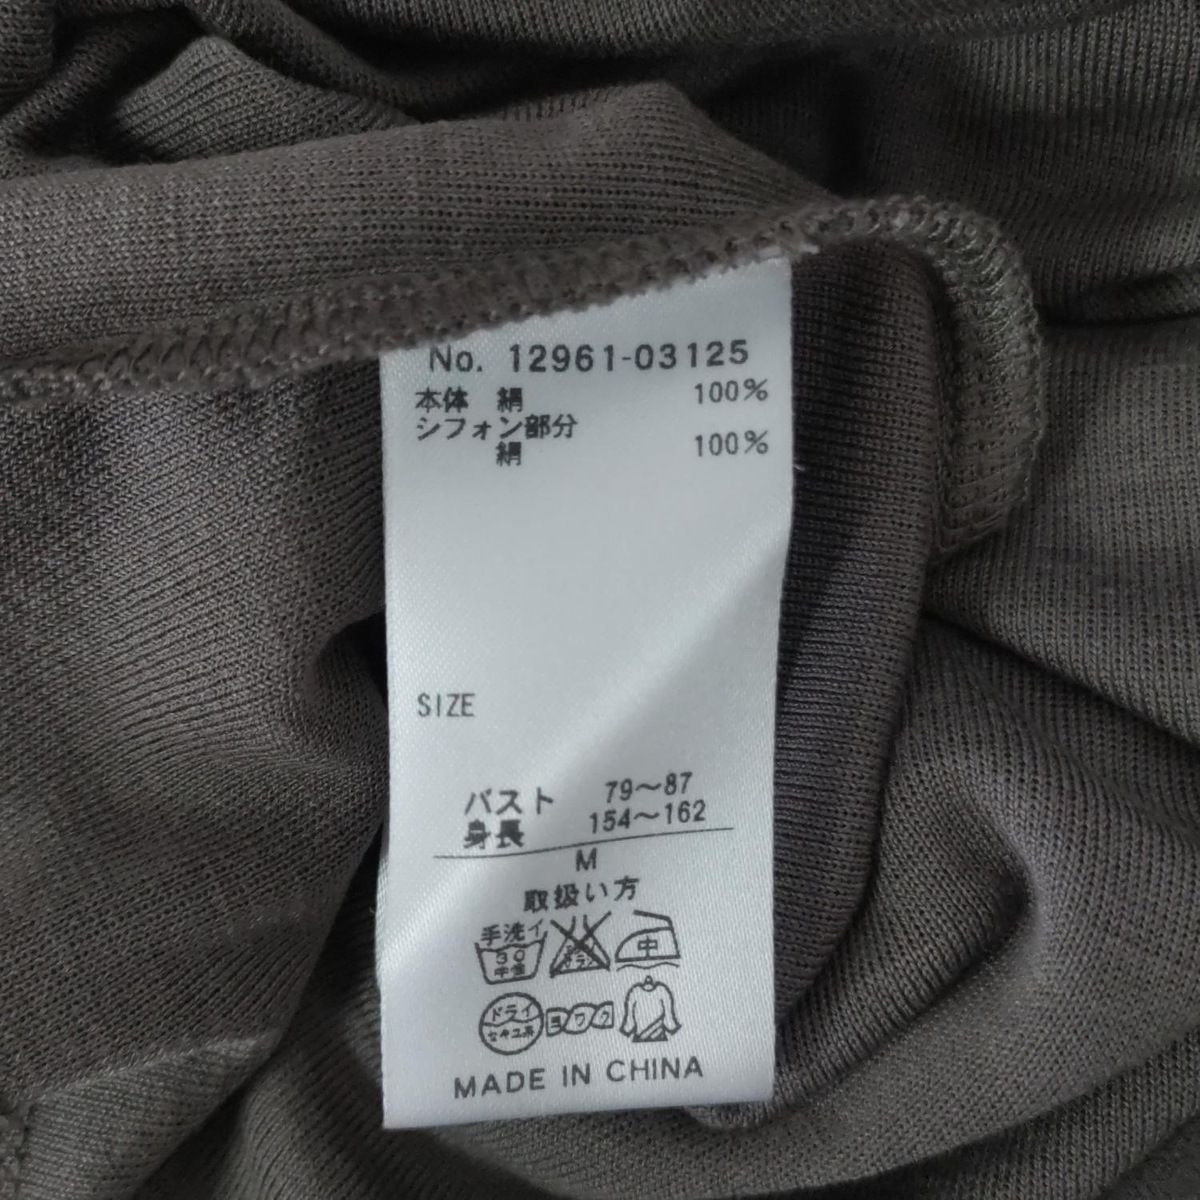 No. 12961-03125
本体 絹 100%
シフォン部分
絹 100%
SIZE
バスト 79〜87
身長 154〜162
M
取扱い方
手洗イ
30
中性
中
ドライ
セキユ系
ヨワク
MADE IN CHINA